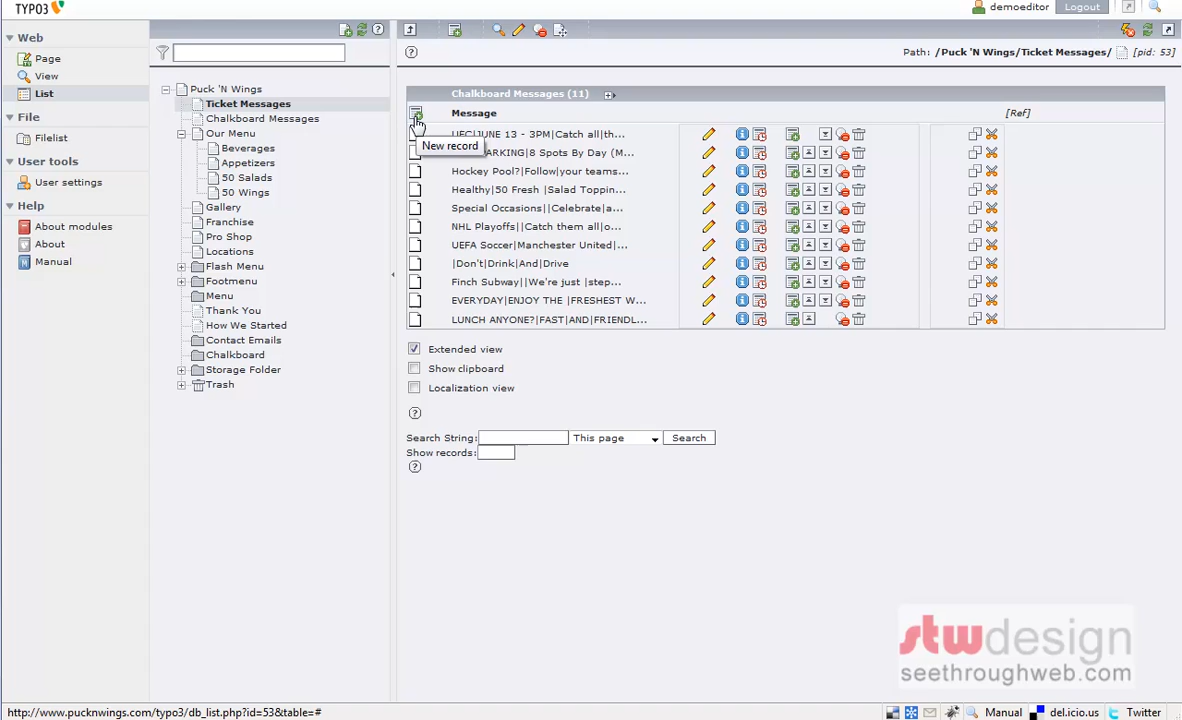 TYPO3
demoeditor
Logout
Web
Page
View
List
File
Filelist
User tools
User settings
Help
About modules
About
Manual
Puck 'N Wings
Ticket Messages
Chalkboard Messages
Our Menu
Beverages
Appetizers
50 Salads
50 Wings
Gallery
Franchise
Pro Shop
Locations
Flash Menu
Footmenu
Menu
Thank You
How We Started
Contact Emails
Chalkboard
Storage Folder
Trash
Path: /Puck 'N Wings/Ticket Messages/ [pid: 53]
Chalkboard Messages (11)
Message [Ref]
UFC|JUNE 13 - 3PM|Catch all|th...
New record
ARKING|8 Spots By Day (M...
Hockey Pool?|Follow|your teams...
Healthy|50 Fresh |Salad Toppin...
Special Occasions||Celebrate|a...
NHL Playoffs||Catch them all|o...
UEFA Soccer|Manchester United|...
|Don't|Drink|And|Drive
Finch Subway||We're just |step...
EVERYDAY|ENJOY THE |FRESHEST W...
LUNCH ANYONE?|FAST|AND|FRIENDL...
Extended view
Show clipboard
Localization view
Search String: This page Search
Show records:
stwdesign
seethroughweb.com
http://www.pucknwings.com/typo3/db_list.php?id=53&table=#
Manual del.icio.us Twitter